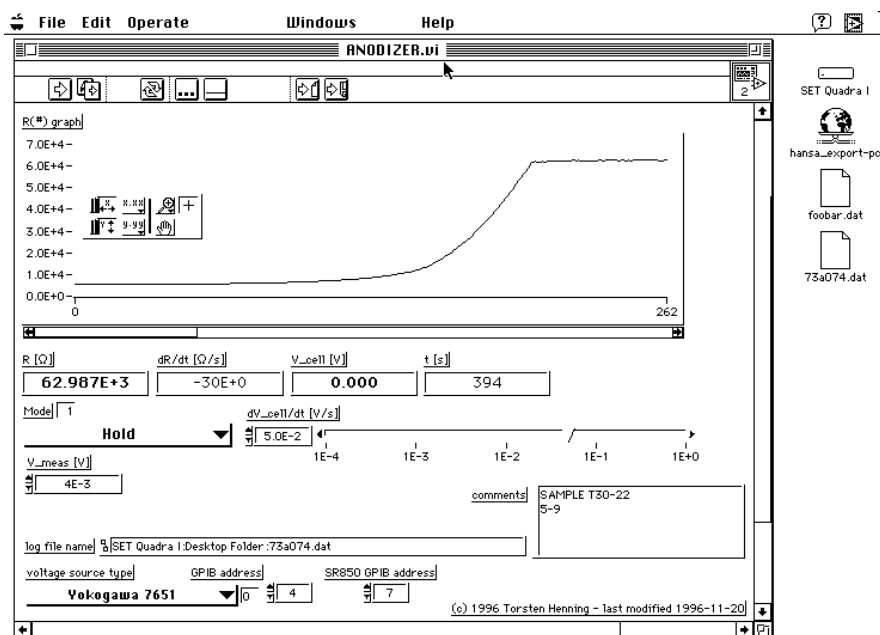 File Edit Operate Windows Help
ANODIZER.vi
2
SET Quadra I
hansa_export-pc
foobar.dat
73a074.dat
R(#) graph
7.0E+4
6.0E+4
5.0E+4
4.0E+4
3.0E+4
2.0E+4
1.0E+4
0.0E+0
X x.xx
Y y.yy
0 262
R [Ω] dR/dt [Ω/s] V_cell [V] t [s]
62.987E+3 -30E+0 0.000 394
Mode 1
Hold
dV_cell/dt [V/s]
5.0E-2
1E-4 1E-3 1E-2 1E-1 1E+0
V_meas [V]
4E-3
comments
SAMPLE T30-22
5-9
log file name SET Quadra I:Desktop Folder:73a074.dat
voltage source type GPIB address SR850 GPIB address
Yokogawa 7651 0 4 7
(c) 1996 Torsten Henning - last modified 1996-11-20